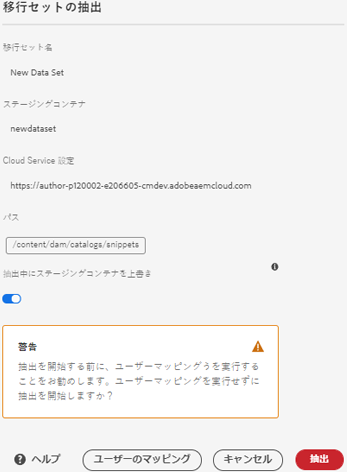 移行セットの抽出
移行セット名
New Data Set
ステージングコンテナ
newdataset
Cloud Service 設定
https://author-p120002-e206605-cmdev.adobeaemcloud.com
パス
/content/dam/catalogs/snippets
抽出中にステージングコンテナを上書き
警告
抽出を開始する前に、ユーザーマッピングうを実行する
ことをお勧めします。ユーザーマッピングを実行せずに
抽出を開始しますか？
ヘルプ ユーザーのマッピング キャンセル 抽出